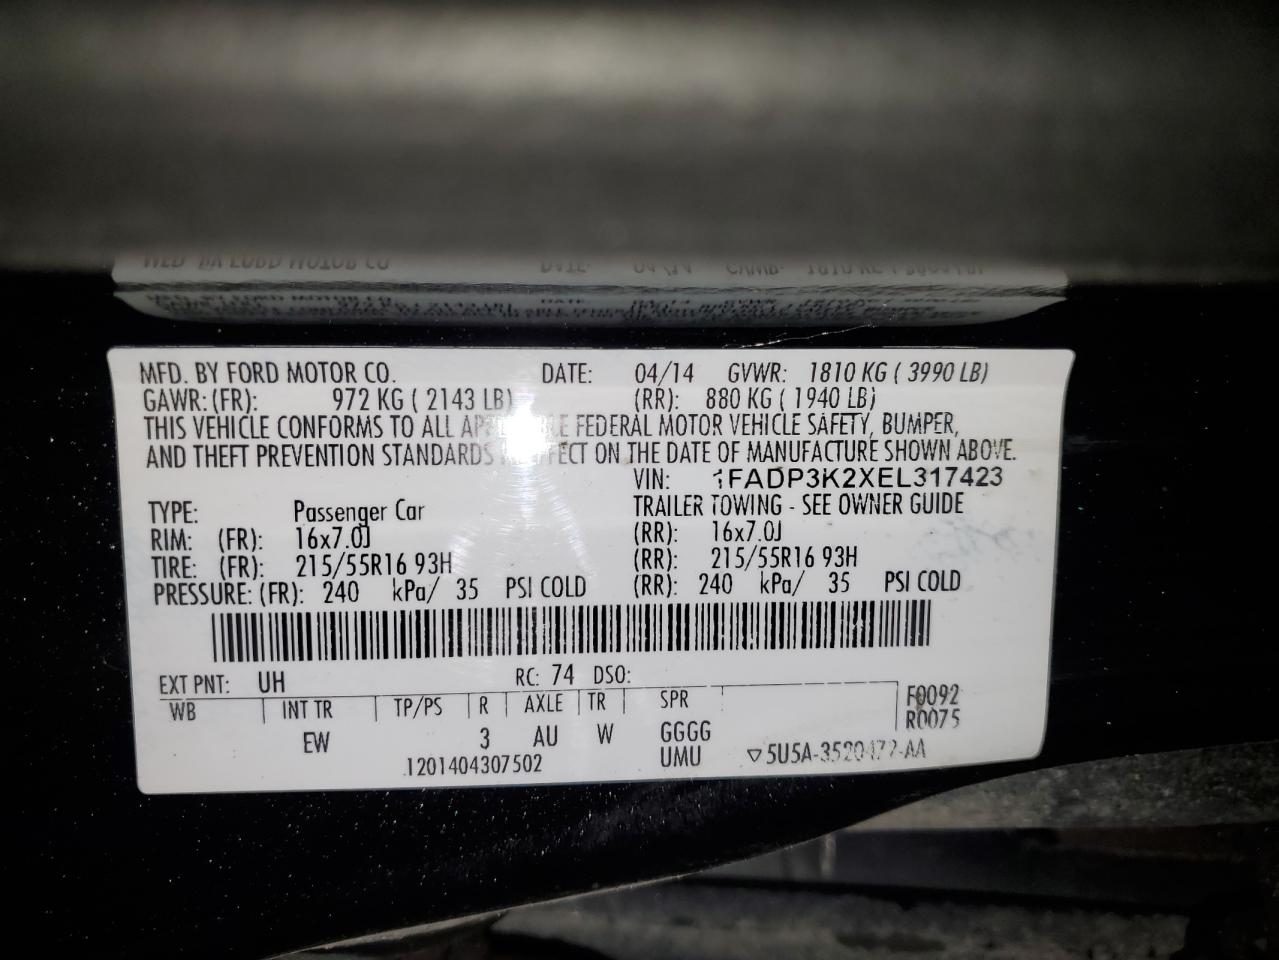 MFD. BY FORD MOTOR CO. DATE: 04/14 GVWR: 1810 KG ( 3990 LB)
GAWR: (FR): 972 KG ( 2143 LB) (RR): 880 KG ( 1940 LB)
THIS VEHICLE CONFORMS TO ALL FEDERAL MOTOR VEHICLE SAFETY, BUMPER,
AND THEFT PREVENTION STANDARDS ON THE DATE OF MANUFACTURE SHOWN ABOVE.
VIN: 1FADP3K2XEL317423
TYPE: Passenger Car TRAILER TOWING - SEE OWNER GUIDE
RIM: (FR): 16x7.0J (RR): 16x7.0J
TIRE: (FR): 215/55R16 93H (RR): 215/55R16 93H
PRESSURE: (FR): 240 kPa/ 35 PSI COLD (RR): 240 kPa/ 35 PSI COLD
EXT PNT: UH RC: 74 DSO:
WB INT TR TP/PS R AXLE TR SPR F0092
R0075
EW 3 AU W GGGG
1201404307502 UMU